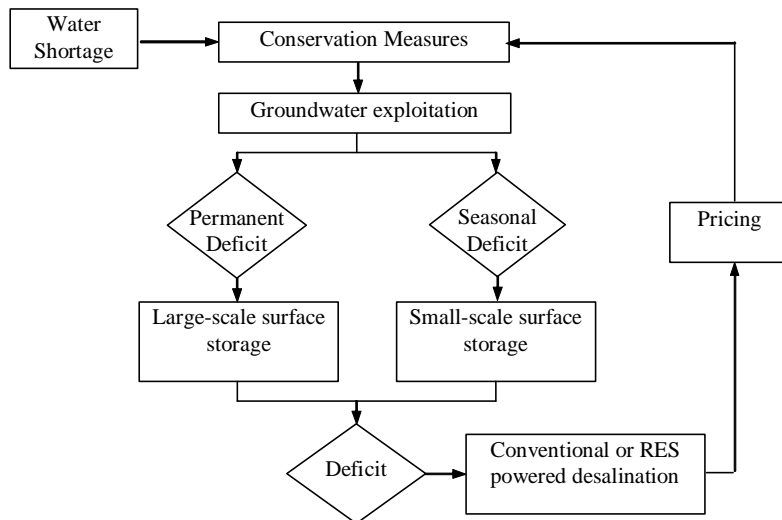 Water
Shortage
Conservation Measures
Groundwater exploitation
Permanent
Deficit
Seasonal
Deficit
Pricing
Large-scale surface
storage
Small-scale surface
storage
Deficit
Conventional or RES
powered desalination